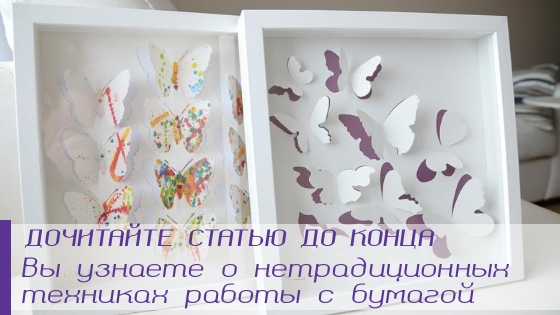 ДОЧИТАЙТЕ СТАТЬЮ ДО КОНЦА
Вы узнаете о нетрадиционных
техниках работы с бумагой